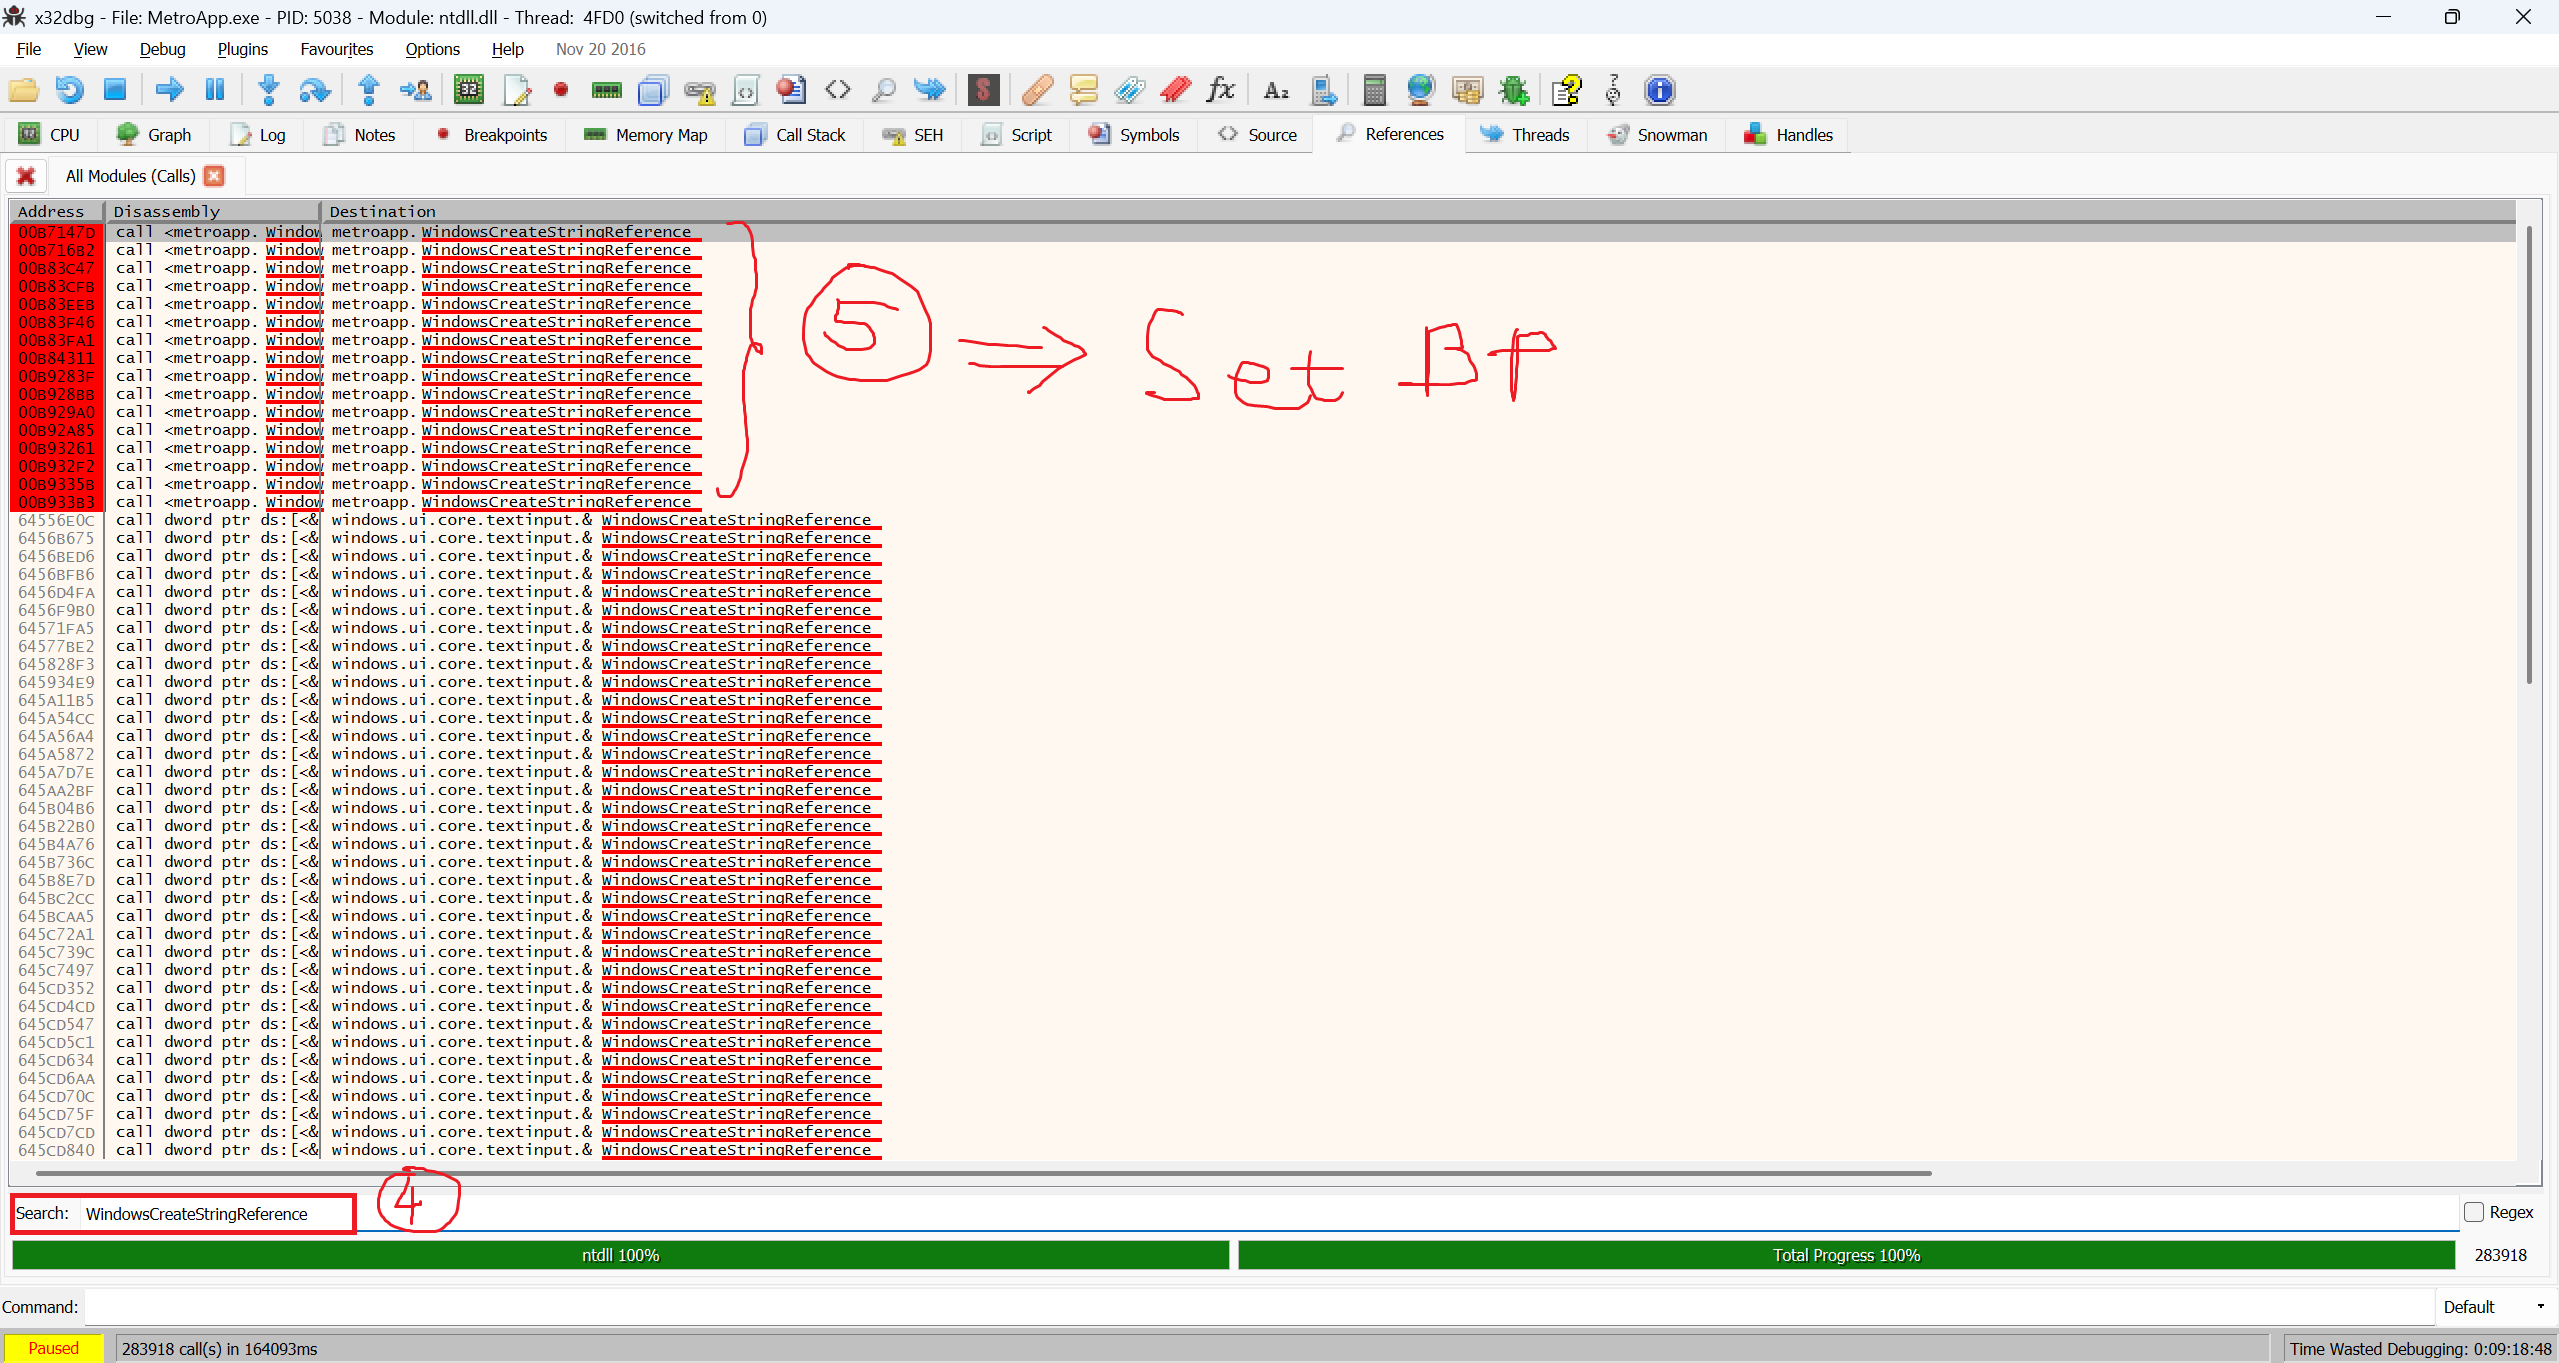 x32dbg - File: MetroApp.exe - PID: 5038 - Module: ntdll.dll - Thread: 4FD0 (switched from 0)
File View Debug Plugins Favourites Options Help Nov 20 2016
CPU Graph Log Notes Breakpoints Memory Map Call Stack SEH Script Symbols Source References Threads Snowman Handles
All Modules (Calls)
Address Disassembly Destination
00B7147D call <metroapp.Window metroapp.WindowsCreateStringReference
00B716B2 call <metroapp.Window metroapp.WindowsCreateStringReference
00B83C47 call <metroapp.Window metroapp.WindowsCreateStringReference
00B83CFB call <metroapp.Window metroapp.WindowsCreateStringReference
00B83EEB call <metroapp.Window metroapp.WindowsCreateStringReference
00B83F46 call <metroapp.Window metroapp.WindowsCreateStringReference
00B83FA1 call <metroapp.Window metroapp.WindowsCreateStringReference
00B84311 call <metroapp.Window metroapp.WindowsCreateStringReference
00B9283F call <metroapp.Window metroapp.WindowsCreateStringReference
00B928BB call <metroapp.Window metroapp.WindowsCreateStringReference
00B929A0 call <metroapp.Window metroapp.WindowsCreateStringReference
00B92A85 call <metroapp.Window metroapp.WindowsCreateStringReference
00B93261 call <metroapp.Window metroapp.WindowsCreateStringReference
00B932F2 call <metroapp.Window metroapp.WindowsCreateStringReference
00B9335B call <metroapp.Window metroapp.WindowsCreateStringReference
00B933B3 call <metroapp.Window metroapp.WindowsCreateStringReference
5 ⇒ Set BP
64556E0C call dword ptr ds:[<& windows.ui.core.textinput.&WindowsCreateStringReference
6456B675 call dword ptr ds:[<& windows.ui.core.textinput.&WindowsCreateStringReference
6456BED6 call dword ptr ds:[<& windows.ui.core.textinput.&WindowsCreateStringReference
6456BFB6 call dword ptr ds:[<& windows.ui.core.textinput.&WindowsCreateStringReference
6456D4FA call dword ptr ds:[<& windows.ui.core.textinput.&WindowsCreateStringReference
6456F9B0 call dword ptr ds:[<& windows.ui.core.textinput.&WindowsCreateStringReference
64571FA5 call dword ptr ds:[<& windows.ui.core.textinput.&WindowsCreateStringReference
64577BE2 call dword ptr ds:[<& windows.ui.core.textinput.&WindowsCreateStringReference
645828F3 call dword ptr ds:[<& windows.ui.core.textinput.&WindowsCreateStringReference
645934E9 call dword ptr ds:[<& windows.ui.core.textinput.&WindowsCreateStringReference
645A11B5 call dword ptr ds:[<& windows.ui.core.textinput.&WindowsCreateStringReference
645A54CC call dword ptr ds:[<& windows.ui.core.textinput.&WindowsCreateStringReference
645A56A4 call dword ptr ds:[<& windows.ui.core.textinput.&WindowsCreateStringReference
645A5872 call dword ptr ds:[<& windows.ui.core.textinput.&WindowsCreateStringReference
645A7D7E call dword ptr ds:[<& windows.ui.core.textinput.&WindowsCreateStringReference
645AA2BF call dword ptr ds:[<& windows.ui.core.textinput.&WindowsCreateStringReference
645B04B6 call dword ptr ds:[<& windows.ui.core.textinput.&WindowsCreateStringReference
645B22B0 call dword ptr ds:[<& windows.ui.core.textinput.&WindowsCreateStringReference
645B4A76 call dword ptr ds:[<& windows.ui.core.textinput.&WindowsCreateStringReference
645B736C call dword ptr ds:[<& windows.ui.core.textinput.&WindowsCreateStringReference
645B8E7D call dword ptr ds:[<& windows.ui.core.textinput.&WindowsCreateStringReference
645BC2CC call dword ptr ds:[<& windows.ui.core.textinput.&WindowsCreateStringReference
645BCAA5 call dword ptr ds:[<& windows.ui.core.textinput.&WindowsCreateStringReference
645C72A1 call dword ptr ds:[<& windows.ui.core.textinput.&WindowsCreateStringReference
645C739C call dword ptr ds:[<& windows.ui.core.textinput.&WindowsCreateStringReference
645C7497 call dword ptr ds:[<& windows.ui.core.textinput.&WindowsCreateStringReference
645CD352 call dword ptr ds:[<& windows.ui.core.textinput.&WindowsCreateStringReference
645CD4CD call dword ptr ds:[<& windows.ui.core.textinput.&WindowsCreateStringReference
645CD547 call dword ptr ds:[<& windows.ui.core.textinput.&WindowsCreateStringReference
645CD5C1 call dword ptr ds:[<& windows.ui.core.textinput.&WindowsCreateStringReference
645CD634 call dword ptr ds:[<& windows.ui.core.textinput.&WindowsCreateStringReference
645CD6AA call dword ptr ds:[<& windows.ui.core.textinput.&WindowsCreateStringReference
645CD70C call dword ptr ds:[<& windows.ui.core.textinput.&WindowsCreateStringReference
645CD75F call dword ptr ds:[<& windows.ui.core.textinput.&WindowsCreateStringReference
645CD7CD call dword ptr ds:[<& windows.ui.core.textinput.&WindowsCreateStringReference
645CD840 call dword ptr ds:[<& windows.ui.core.textinput.&WindowsCreateStringReference
Search: WindowsCreateStringReference 4 Regex
ntdll 100% Total Progress 100% 283918
Command: Default
Paused 283918 call(s) in 164093ms Time Wasted Debugging: 0:09:18:48